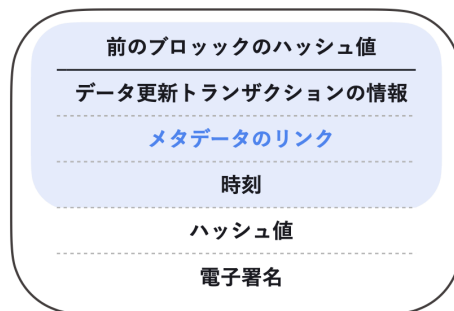 前のブロックのハッシュ値
データ更新トランザクションの情報
メタデータのリンク
時刻
ハッシュ値
電子署名